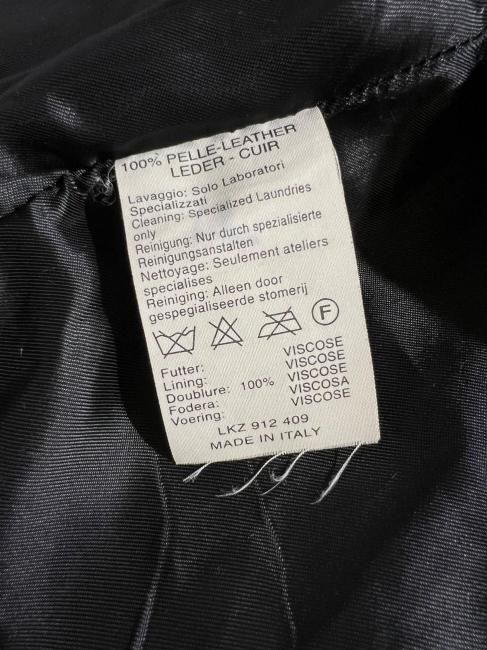 100% PELLE-LEATHER
LEDER - CUIR
Lavaggio: Solo Laboratori
Specializzati
Cleaning: Specialized Laundries
only
Reinigung: Nur durch spezialisierte
Reinigungsanstalten
Nettoyage: Seulement ateliers
specialises
Reiniging: Alleen door
gespegialiseerde stomerij
F
Futter: VISCOSE
Lining: VISCOSE
Doublure: 100% VISCOSE
Fodera: VISCOSA
Voering: VISCOSE
LKZ 912 409
MADE IN ITALY